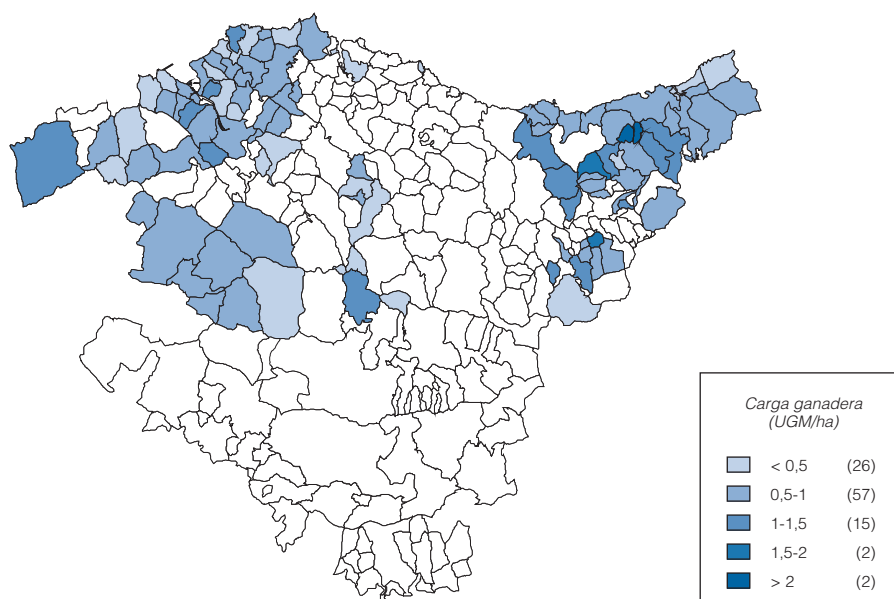 Carga ganadera
(UGM/ha)
< 0,5 (26)
0,5-1 (57)
1-1,5 (15)
1,5-2 (2)
> 2 (2)